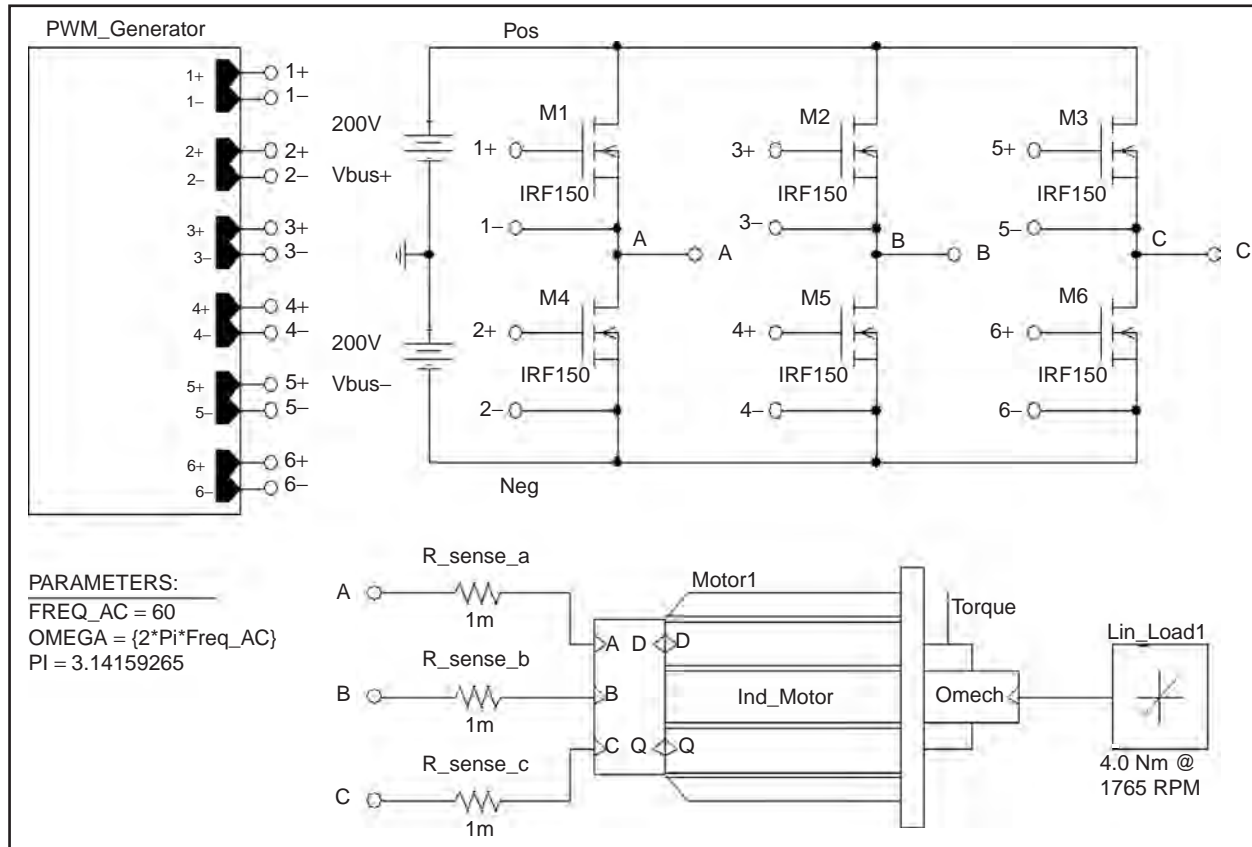 PWM_Generator
1+ 1+
1– 1–
2+ 2+
2– 2–
3+ 3+
3– 3–
4+ 4+
4– 4–
5+ 5+
5– 5–
6+ 6+
6– 6–
Pos
200V
Vbus+
200V
Vbus–
Neg
M1
1+
IRF150
1–
A
A
M4
2+
IRF150
2–
M2
3+
IRF150
3–
B
B
M5
4+
IRF150
4–
M3
5+
IRF150
5–
C
C
M6
6+
IRF150
6–
PARAMETERS:
FREQ_AC = 60
OMEGA = {2*Pi*Freq_AC}
PI = 3.14159265
R_sense_a
A
1m
R_sense_b
B
1m
R_sense_c
C
1m
Motor1
A D D
B
C Q Q
Ind_Motor
Torque
Omech
Lin_Load1
4.0 Nm @
1765 RPM